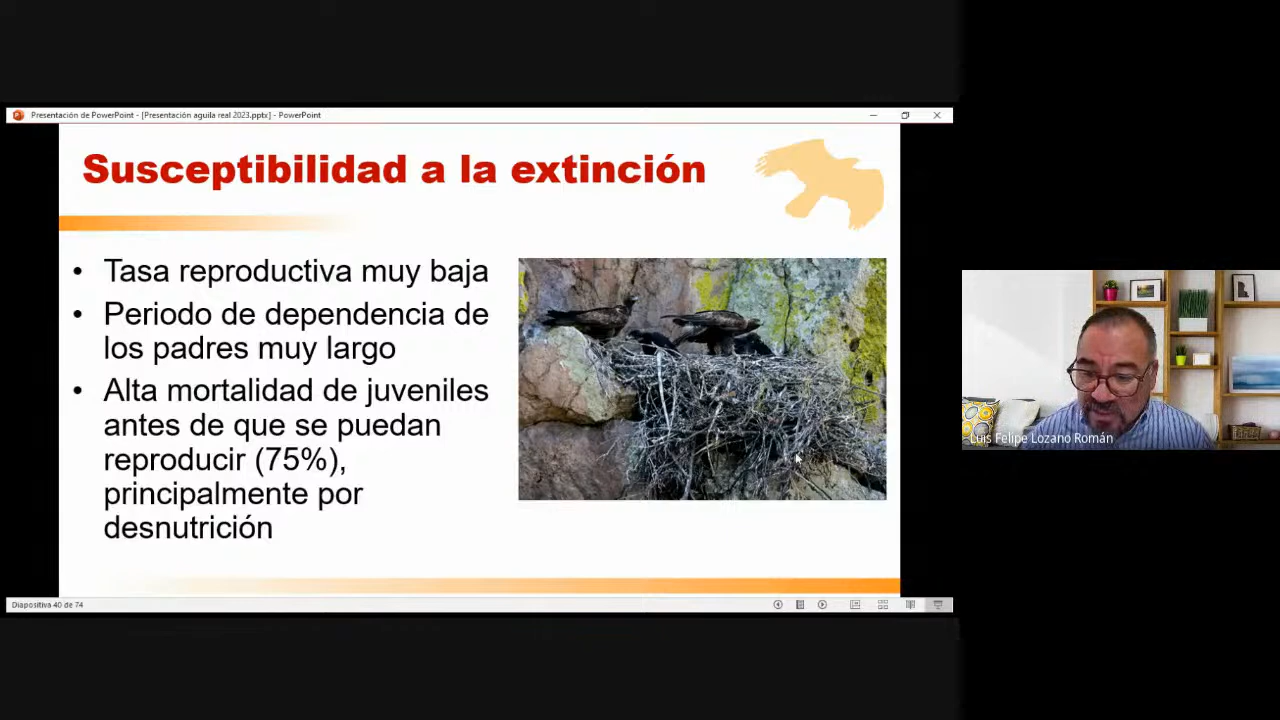 Presentación de PowerPoint - [Presentación aguila real 2023.pptx] - PowerPoint
Susceptibilidad a la extinción
• Tasa reproductiva muy baja
• Periodo de dependencia de
los padres muy largo
• Alta mortalidad de juveniles
antes de que se puedan
reproducir (75%),
principalmente por
desnutrición
Luis Felipe Lozano Román
Diapositiva 40 de 74